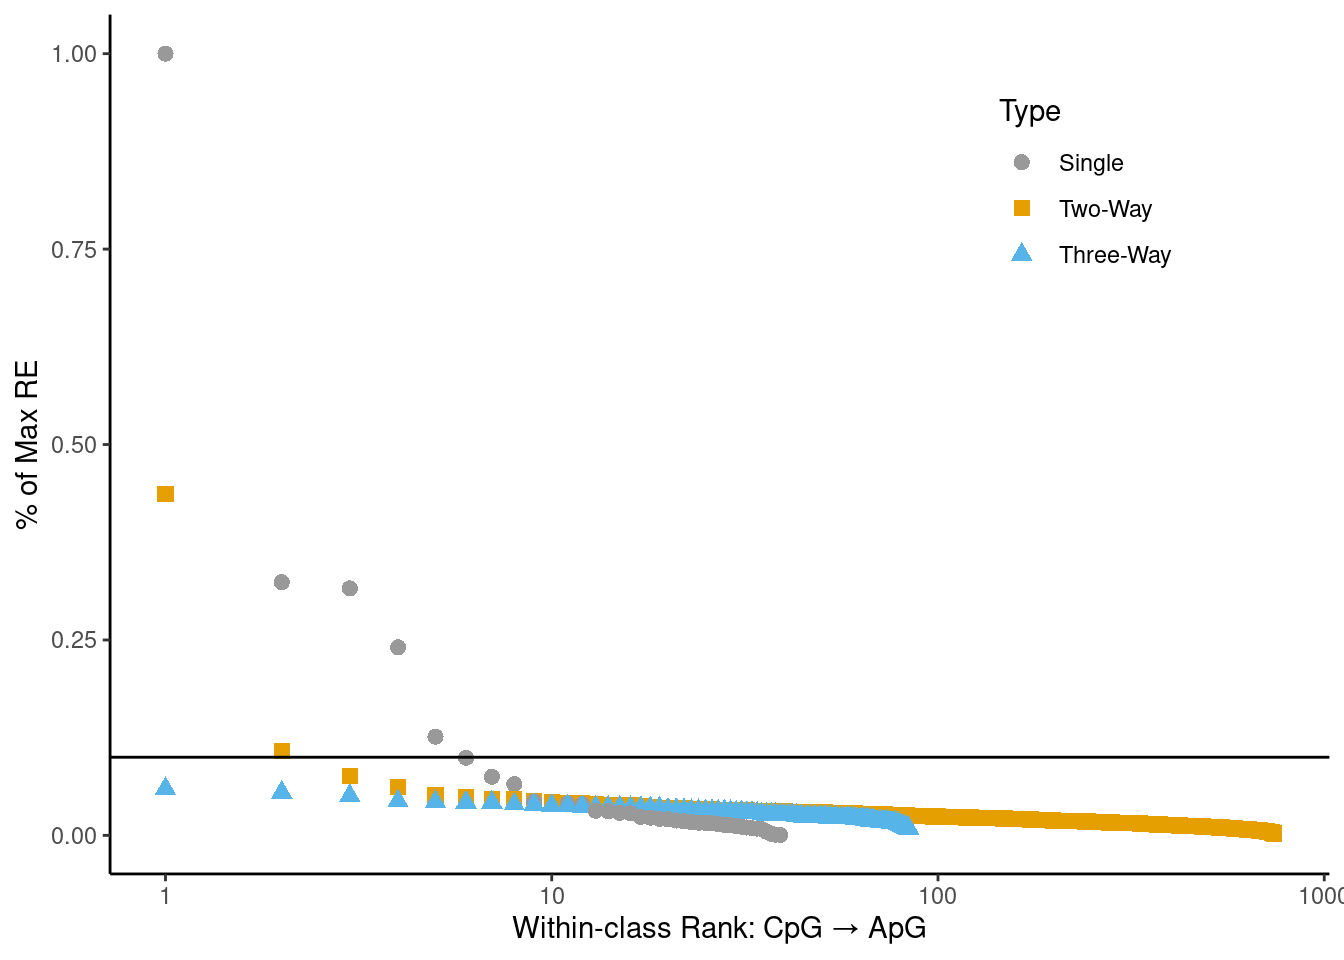 1.00
0.75
0.50
0.25
0.00
% of Max RE
Type
Single
Two-Way
Three-Way
1
10
100
1000
Within-class Rank: CpG → ApG